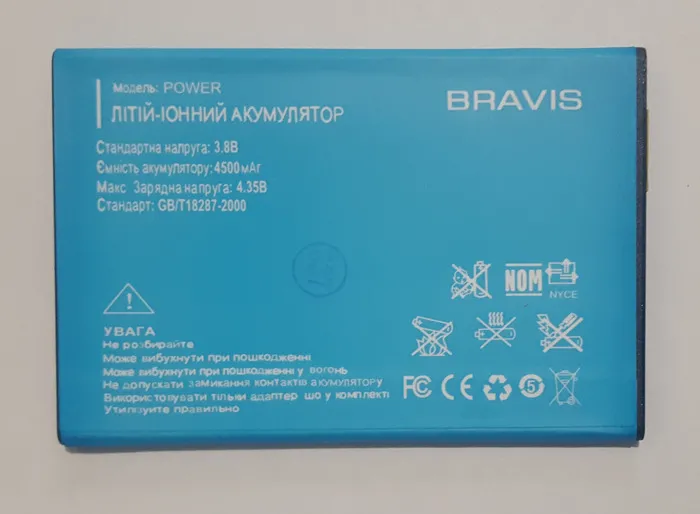 Модель: POWER
BRAVIS
ЛІТІЙ-ІОННИЙ АКУМУЛЯТОР
Стандартна напруга: 3.8В
Ємність акумулятору: 4500мАг
Макс Зарядна напруга: 4.35В
Стандарт: GB/T18287-2000
NOM
NYCE
УВАГА
Не розбирайте
Може вибухнути при пошкодженні
Може вибухнути при пошкодженні у вогонь
Не допускати замикання контактів акумулятору
Використовувати тільки адаптер шо у комплекті
Утилізуйте правильно
FC CE 5